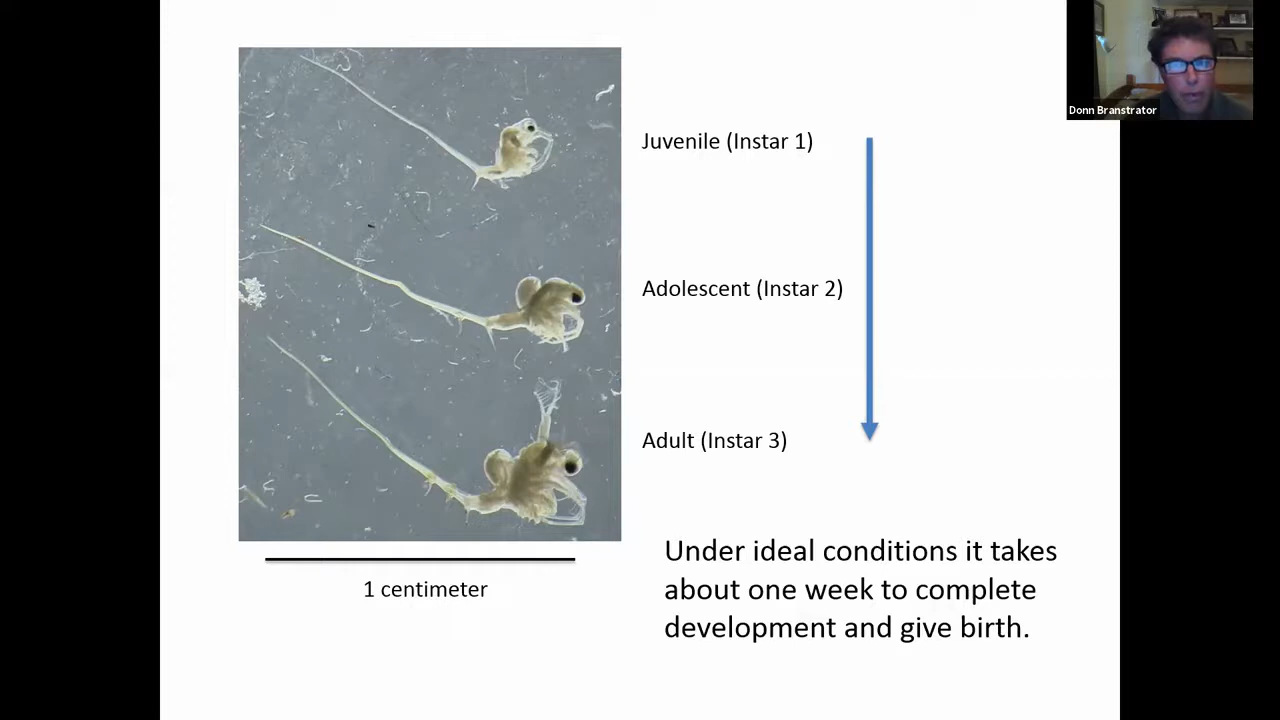 Donn Branstrator
Juvenile (Instar 1)
Adolescent (Instar 2)
Adult (Instar 3)
1 centimeter
Under ideal conditions it takes
about one week to complete
development and give birth.